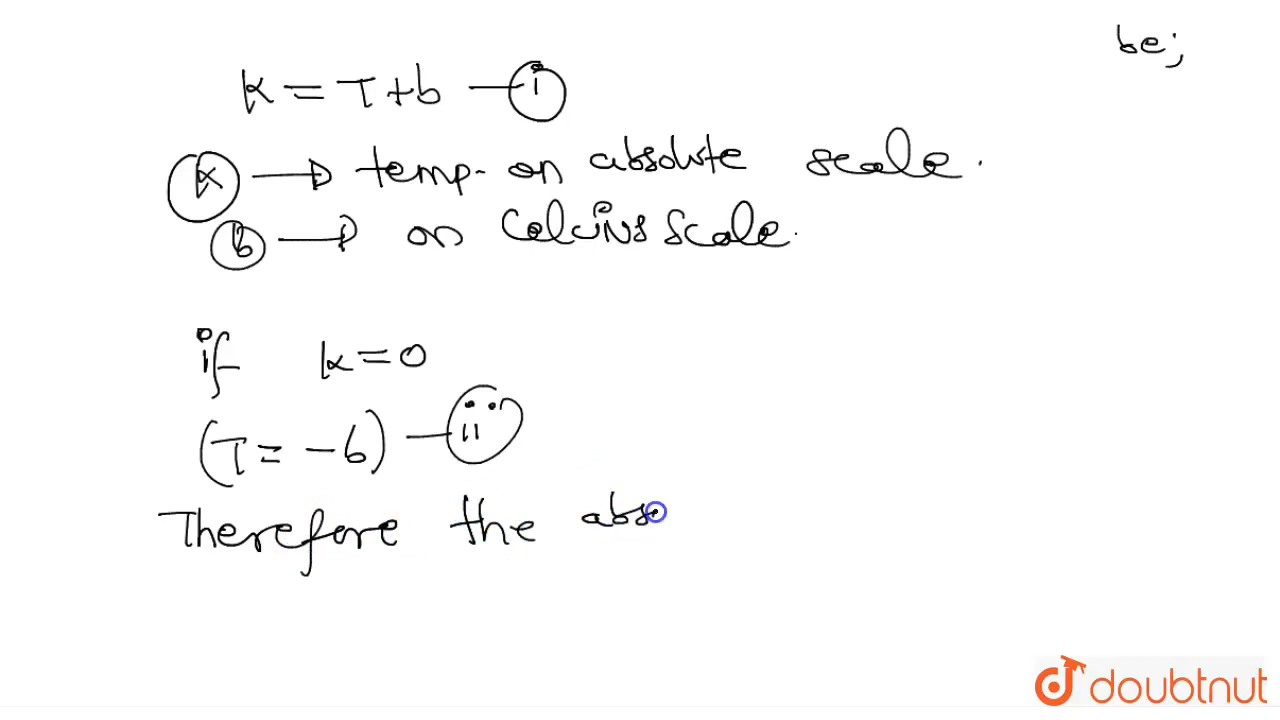 be;
K = T + b — i
K → temp. on absolute scale.
b → on Celcius scale.
if K = 0
(T = - b) — ii
Therefore the abs
doubtnut